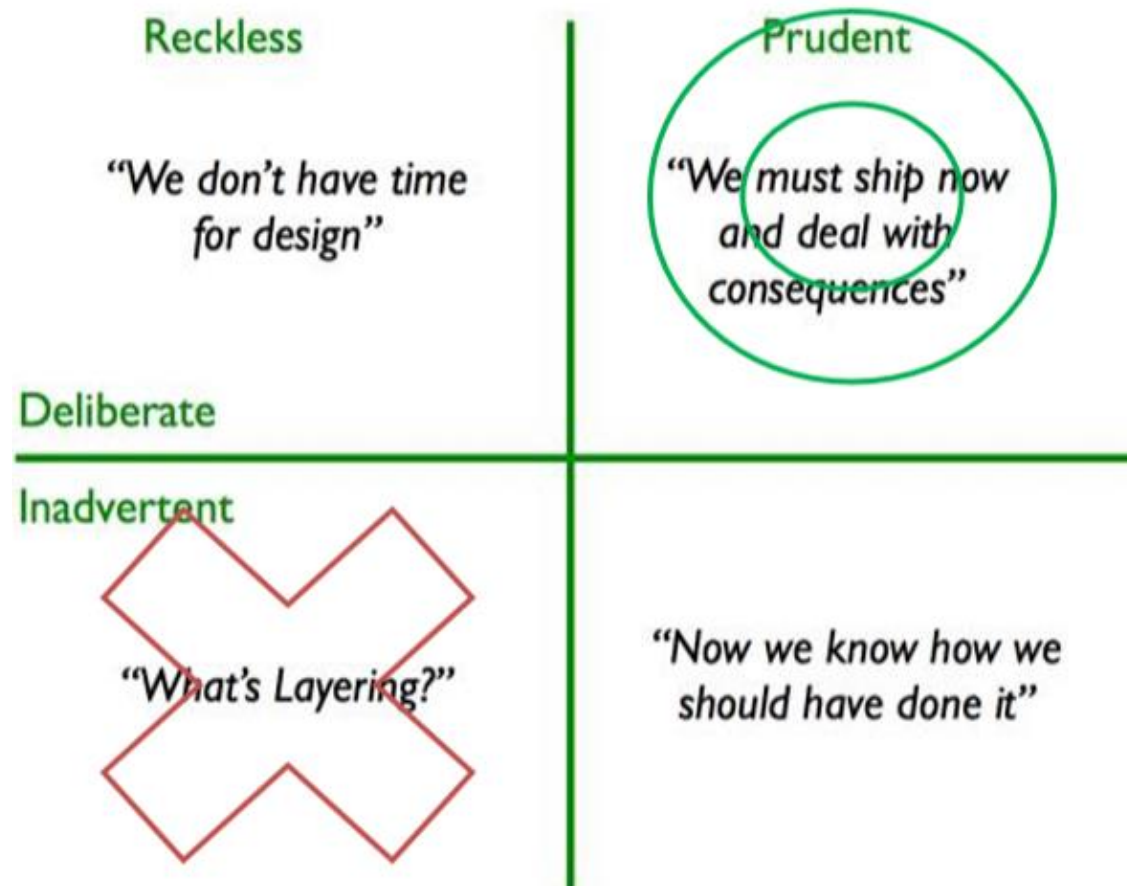 Reckless
Prudent
“We don’t have time
for design”
“We must ship now
and deal with
consequences”
Deliberate
Inadvertent
“What’s Layering?”
“Now we know how we
should have done it”